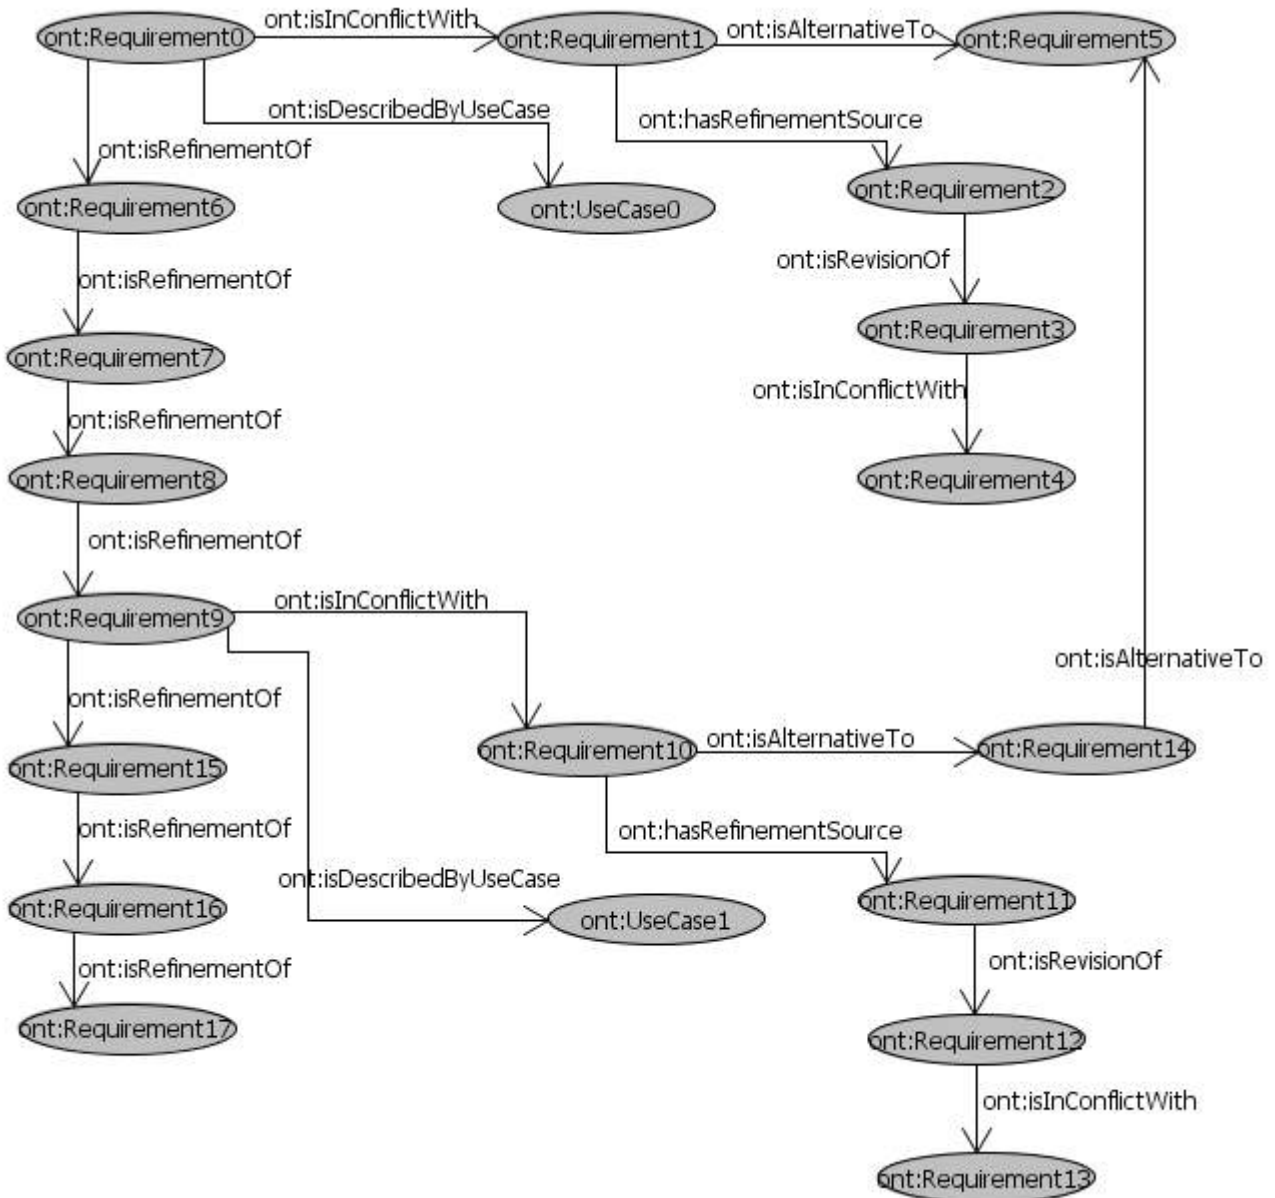 ont:Requirement0
ont:isInConflictWith
ont:Requirement1
ont:isAlternativeTo
ont:Requirement5
ont:isDescribedByUseCase
ont:hasRefinementSource
ont:isRefinementOf
ont:Requirement6
ont:UseCase0
ont:Requirement2
ont:isRefinementOf
ont:isRevisionOf
ont:Requirement7
ont:Requirement3
ont:isRefinementOf
ont:isInConflictWith
ont:Requirement8
ont:Requirement4
ont:isRefinementOf
ont:Requirement9
ont:isInConflictWith
ont:isAlternativeTo
ont:isRefinementOf
ont:Requirement10
ont:isAlternativeTo
ont:Requirement14
ont:Requirement15
ont:isRefinementOf
ont:hasRefinementSource
ont:isDescribedByUseCase
ont:Requirement16
ont:UseCase1
ont:Requirement11
ont:isRefinementOf
ont:isRevisionOf
ont:Requirement17
ont:Requirement12
ont:isInConflictWith
ont:Requirement13